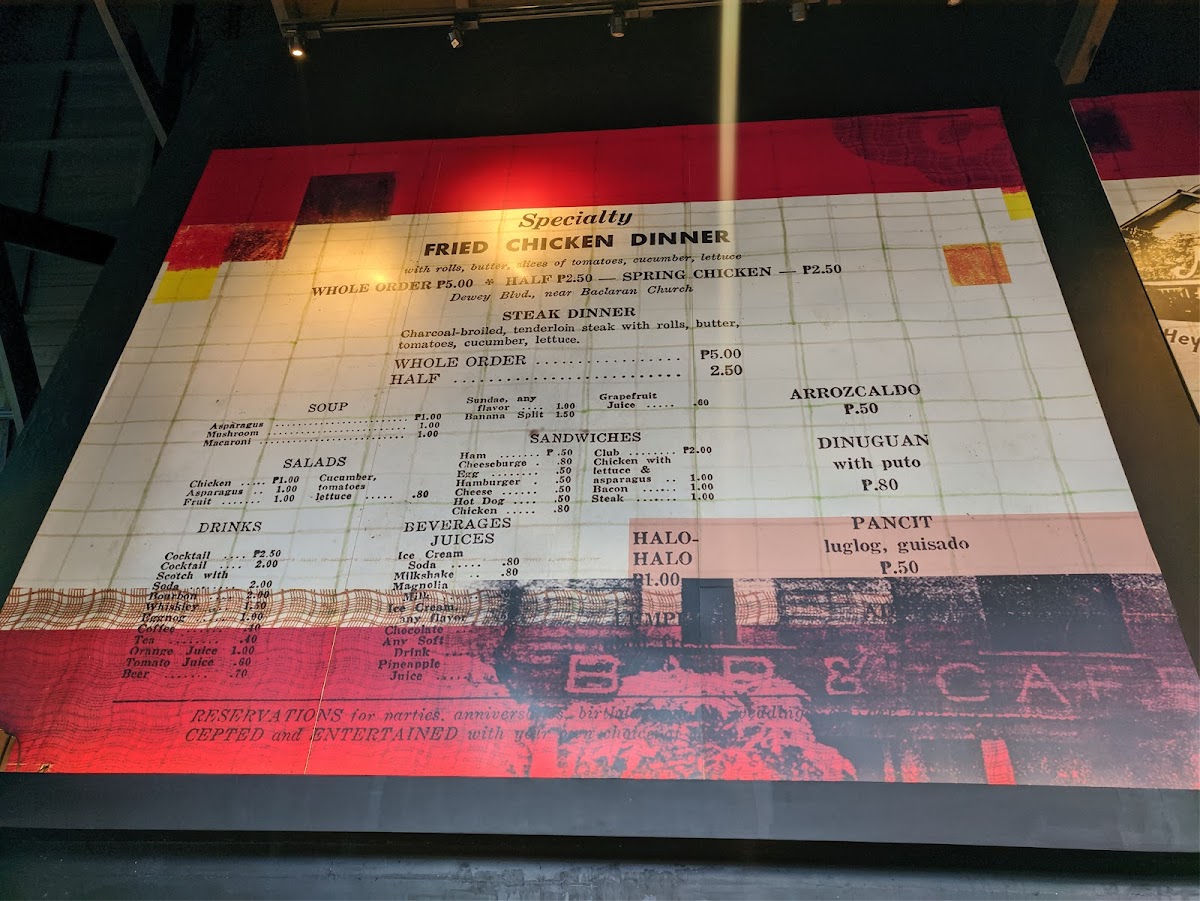 Specialty
FRIED CHICKEN DINNER
with rolls, butter, slices of tomatoes, cucumber, lettuce
WHOLE ORDER ₱5.00 * HALF ₱2.50 — SPRING CHICKEN — ₱2.50
Dewey Blvd., near Baclaran Church
STEAK DINNER
Charcoal-broiled, tenderloin steak with rolls, butter,
tomatoes, cucumber, lettuce.
WHOLE ORDER ................ ₱5.00
HALF ........................ 2.50
SOUP
Asparagus ........................ ₱1.00
Mushroom ........................ 1.00
Macaroni ........................ 1.00
Sundae, any
flavor .... 1.00
Banana Split 1.50
Grapefruit
Juice ..... .60
SALADS
Chicken ..... ₱1.00
Asparagus .. 1.00
Fruit ....... 1.00
Cucumber,
tomatoes
lettuce ..... .80
SANDWICHES
Ham ....... ₱ .50
Cheeseburge . .80
Egg ......... .50
Hamburger . .50
Cheese ...... .50
Hot Dog .... .50
Chicken ..... .80
Club ........ ₱2.00
Chicken with
lettuce &
asparagus .. 1.00
Bacon ...... 1.00
Steak ....... 1.00
ARROZCALDO
₱.50
DINUGUAN
with puto
₱.80
PANCIT
luglog, guisado
₱.50
HALO-
HALO
₱1.00
DRINKS
Cocktail .... ₱2.50
Cocktail .... 2.00
Scotch with
Soda ...... 2.00
Bourbon ... 2.00
Whiskley .. 1.50
Eggnog .... 1.00
Coffee
Tea ........ .40
Orange Juice 1.00
Tomato Juice .60
Beer ....... .70
BEVERAGES
JUICES
Ice Cream
Soda ..... .80
Milkshake .. .80
Magnolia
Milk
Ice Cream,
any flavor
Chocolate
Any Soft
Drink
Pineapple
Juice
BAR & CAF
RESERVATIONS for parties, birthd wedding
CEPTED and ENTERTAINED with your own choice of
Hey